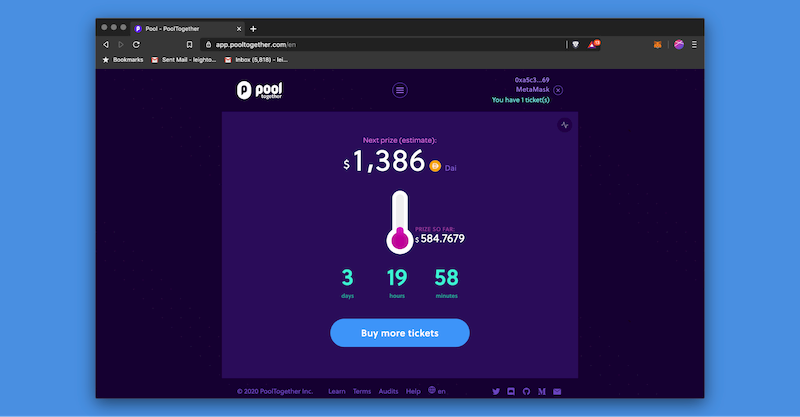 Pool - PoolTogether
app.pooltogether.com/en
Bookmarks
Sent Mail - leighto...
Inbox (5,818) - lei...
pool
together
0xa5c3...69
MetaMask
You have 1 ticket(s)
Next prize (estimate):
$1,386 Dai
PRIZE SO FAR:
$584.7679
3 19 58
days hours minutes
Buy more tickets
© 2020 PoolTogether Inc. Learn Terms Audits Help en